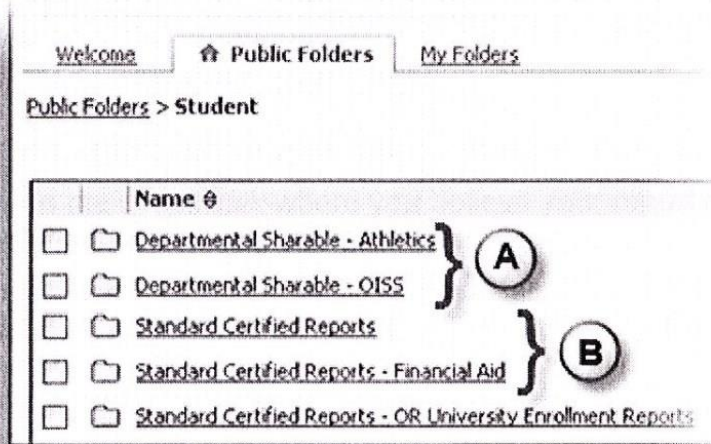 Welcome Public Folders My Folders
Public Folders > Student
Name
Departmental Sharable - Athletics
Departmental Sharable - OISS
A
Standard Certified Reports
Standard Certified Reports - Financial Aid
B
Standard Certified Reports - OR University Enrollment Reports